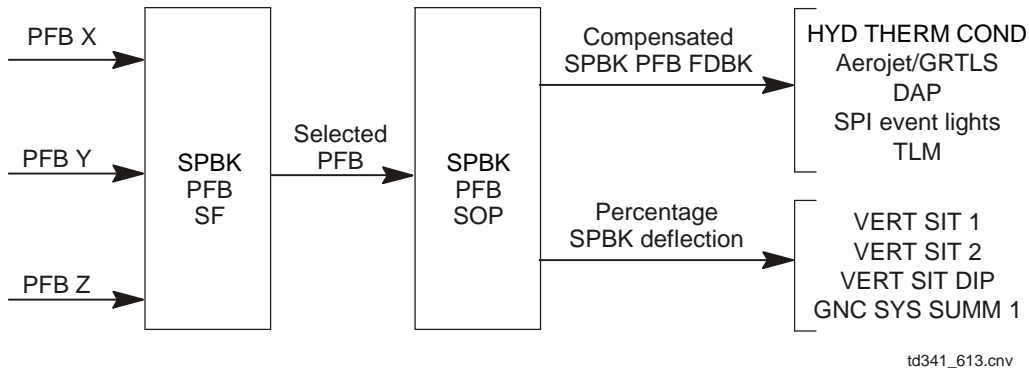 PFB X
PFB Y
PFB Z
SPBK
PFB
SF
Selected
PFB
SPBK
PFB
SOP
Compensated
SPBK PFB FDBK
HYD THERM COND
Aerojet/GRTLS
DAP
SPI event lights
TLM
Percentage
SPBK deflection
VERT SIT 1
VERT SIT 2
VERT SIT DIP
GNC SYS SUMM 1
td341_613.cnv